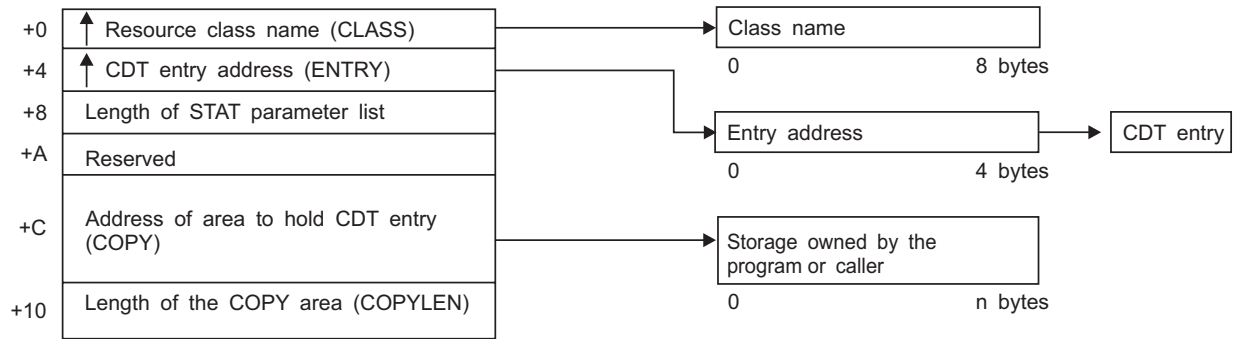 +0 Resource class name (CLASS) Class name
0 8 bytes
+4 CDT entry address (ENTRY)
+8 Length of STAT parameter list
Entry address CDT entry
0 4 bytes
+A Reserved
+C Address of area to hold CDT entry
(COPY)
Storage owned by the
program or caller
0 n bytes
+10 Length of the COPY area (COPYLEN)